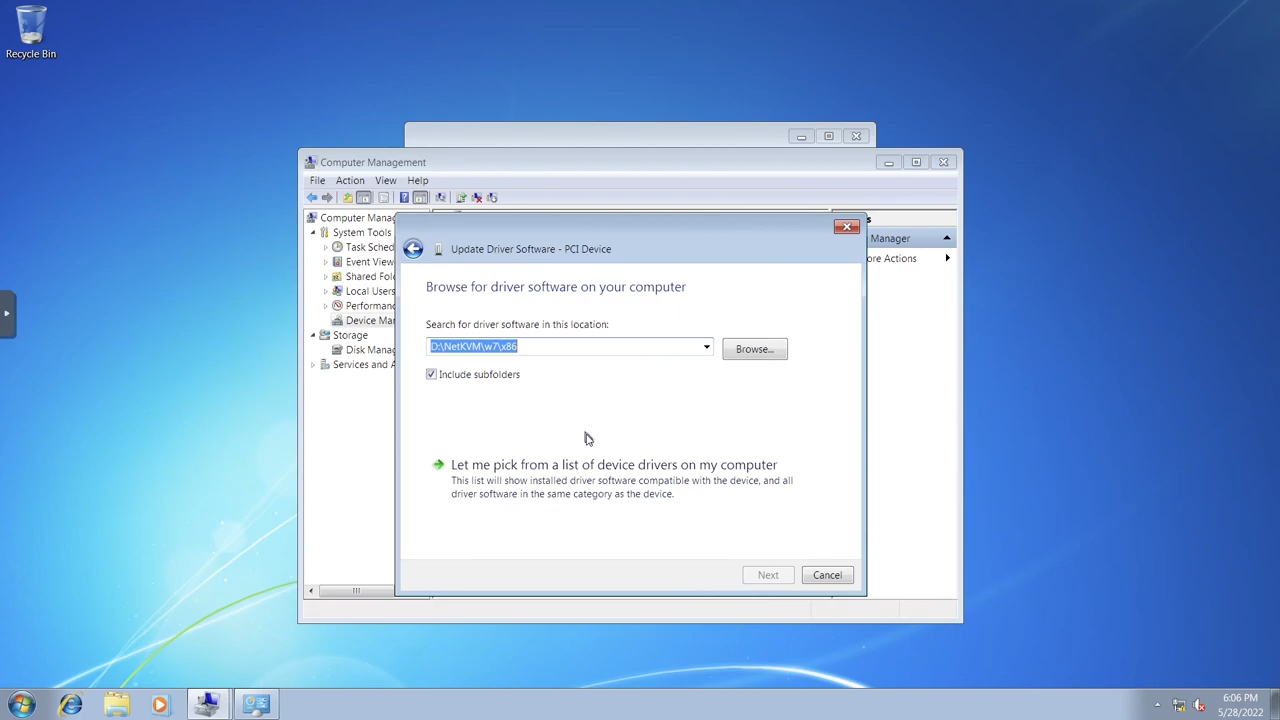 Recycle Bin
Computer Management
File Action View Help
Computer Mana
System Tools
Task Sched
Event View
Shared Fol
Local Users
Performanc
Device Man
Storage
Disk Manag
Services and A
s
Manager
ore Actions
Update Driver Software - PCI Device
Browse for driver software on your computer
Search for driver software in this location:
D:\NetKVM\w7\x86
Browse...
Include subfolders
Let me pick from a list of device drivers on my computer
This list will show installed driver software compatible with the device, and all
driver software in the same category as the device.
Next
Cancel
6:06 PM
5/28/2022